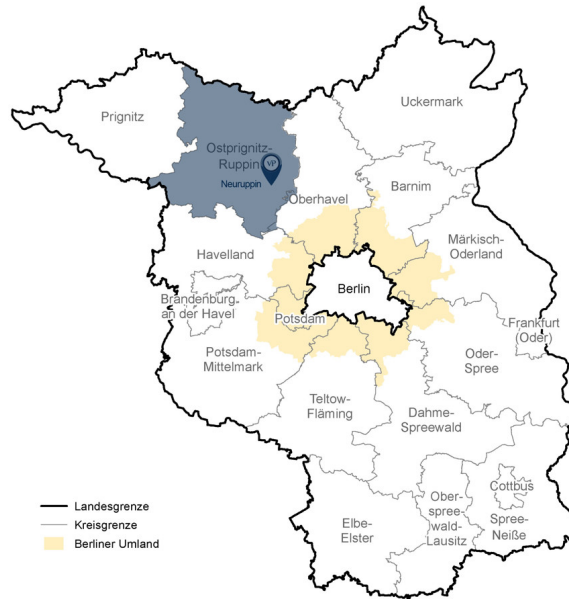 Uckermark
Prignitz
Ostprignitz-
Ruppin
VP
Neuruppin
Oberhavel
Barnim
Havelland
Märkisch-
Oderland
Berlin
Brandenburg
an der Havel
Potsdam
Frankfurt
(Oder)
Potsdam-
Mittelmark
Oder-
Spree
Teltow-
Fläming
Dahme-
Spreewald
Cottbus
Landesgrenze
Kreisgrenze
Berliner Umland
Elbe-
Elster
Ober-
spree-
wald-
Lausitz
Spree-
Neiße